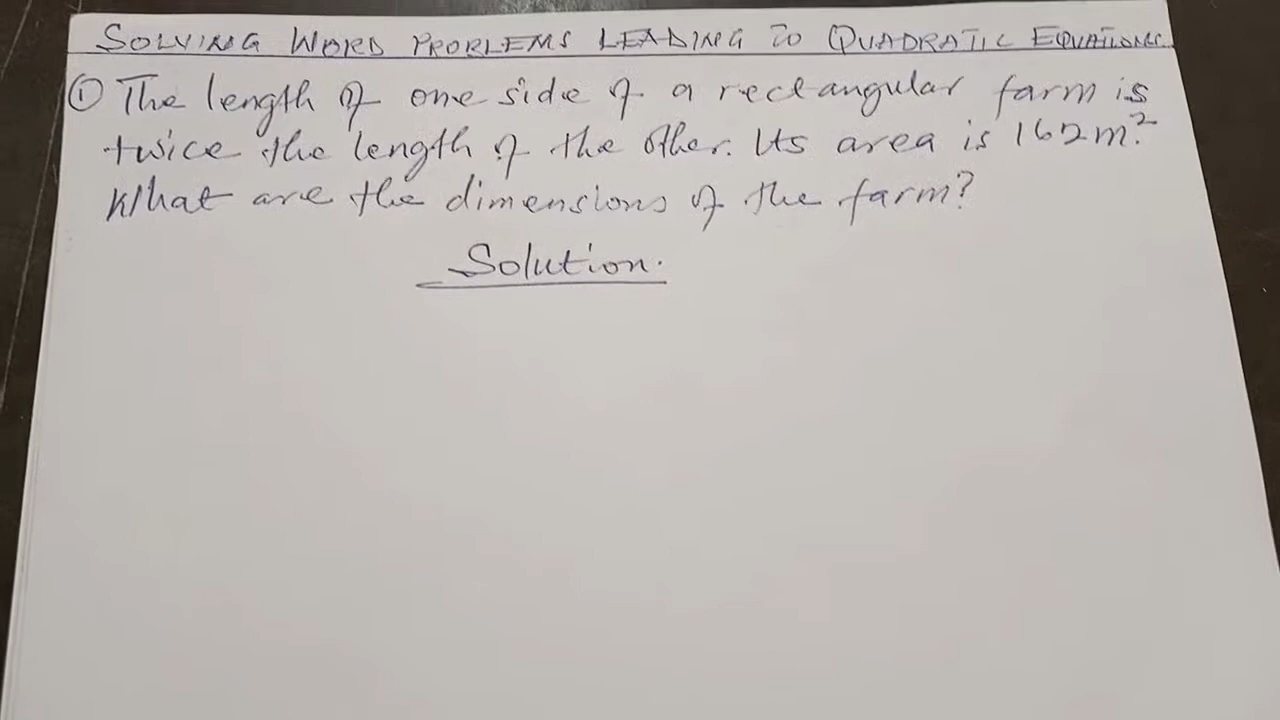 SOLVING WORD PROBLEMS LEADING TO QUADRATIC EQUATIONS
① The length of one side of a rectangular farm is
twice the length of the other. Its area is 162m².
What are the dimensions of the farm?
Solution.